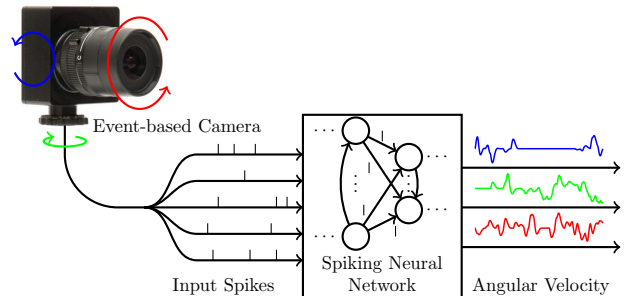 Event-based Camera
Input Spikes
Spiking Neural
Network
Angular Velocity